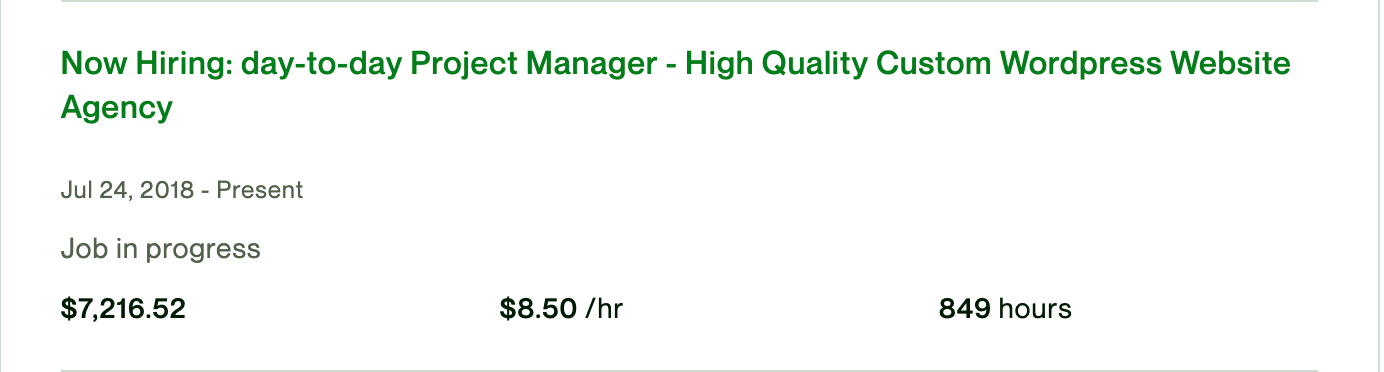 Now Hiring: day-to-day Project Manager - High Quality Custom Wordpress Website
Agency
Jul 24, 2018 - Present
Job in progress
$7,216.52 $8.50 /hr 849 hours